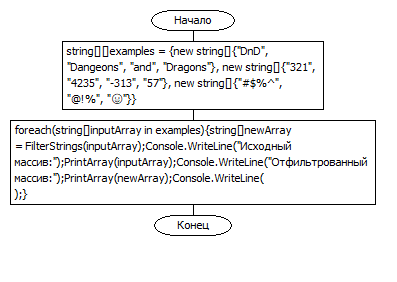 Начало
string[][]examples = {new string[]{"DnD",
"Dangeons", "and", "Dragons"}, new string[]{"321",
"4235", "-313", "57"}, new string[]{"#$%^",
"@!%", "☺"}}
foreach(string[]inputArray in examples){string[]newArray
= FilterStrings(inputArray);Console.WriteLine("Исходный
массив:");PrintArray(inputArray);Console.WriteLine("Отфильтрованный
массив:");PrintArray(newArray);Console.WriteLine(
);}
Конец